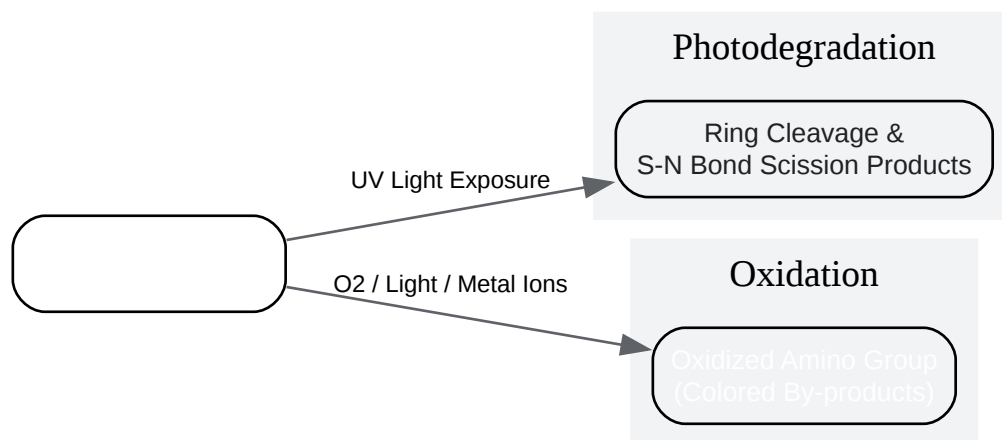 Photodegradation
Ring Cleavage &
S-N Bond Scission Products
UV Light Exposure
O2 / Light / Metal Ions
Oxidation
Oxidized Amino Group
(Colored By-products)